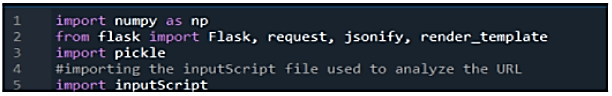 1 import numpy as np
2 from flask import Flask, request, jsonify, render_template
3 import pickle
4 #importing the inputScript file used to analyze the URL
5 import inputScript